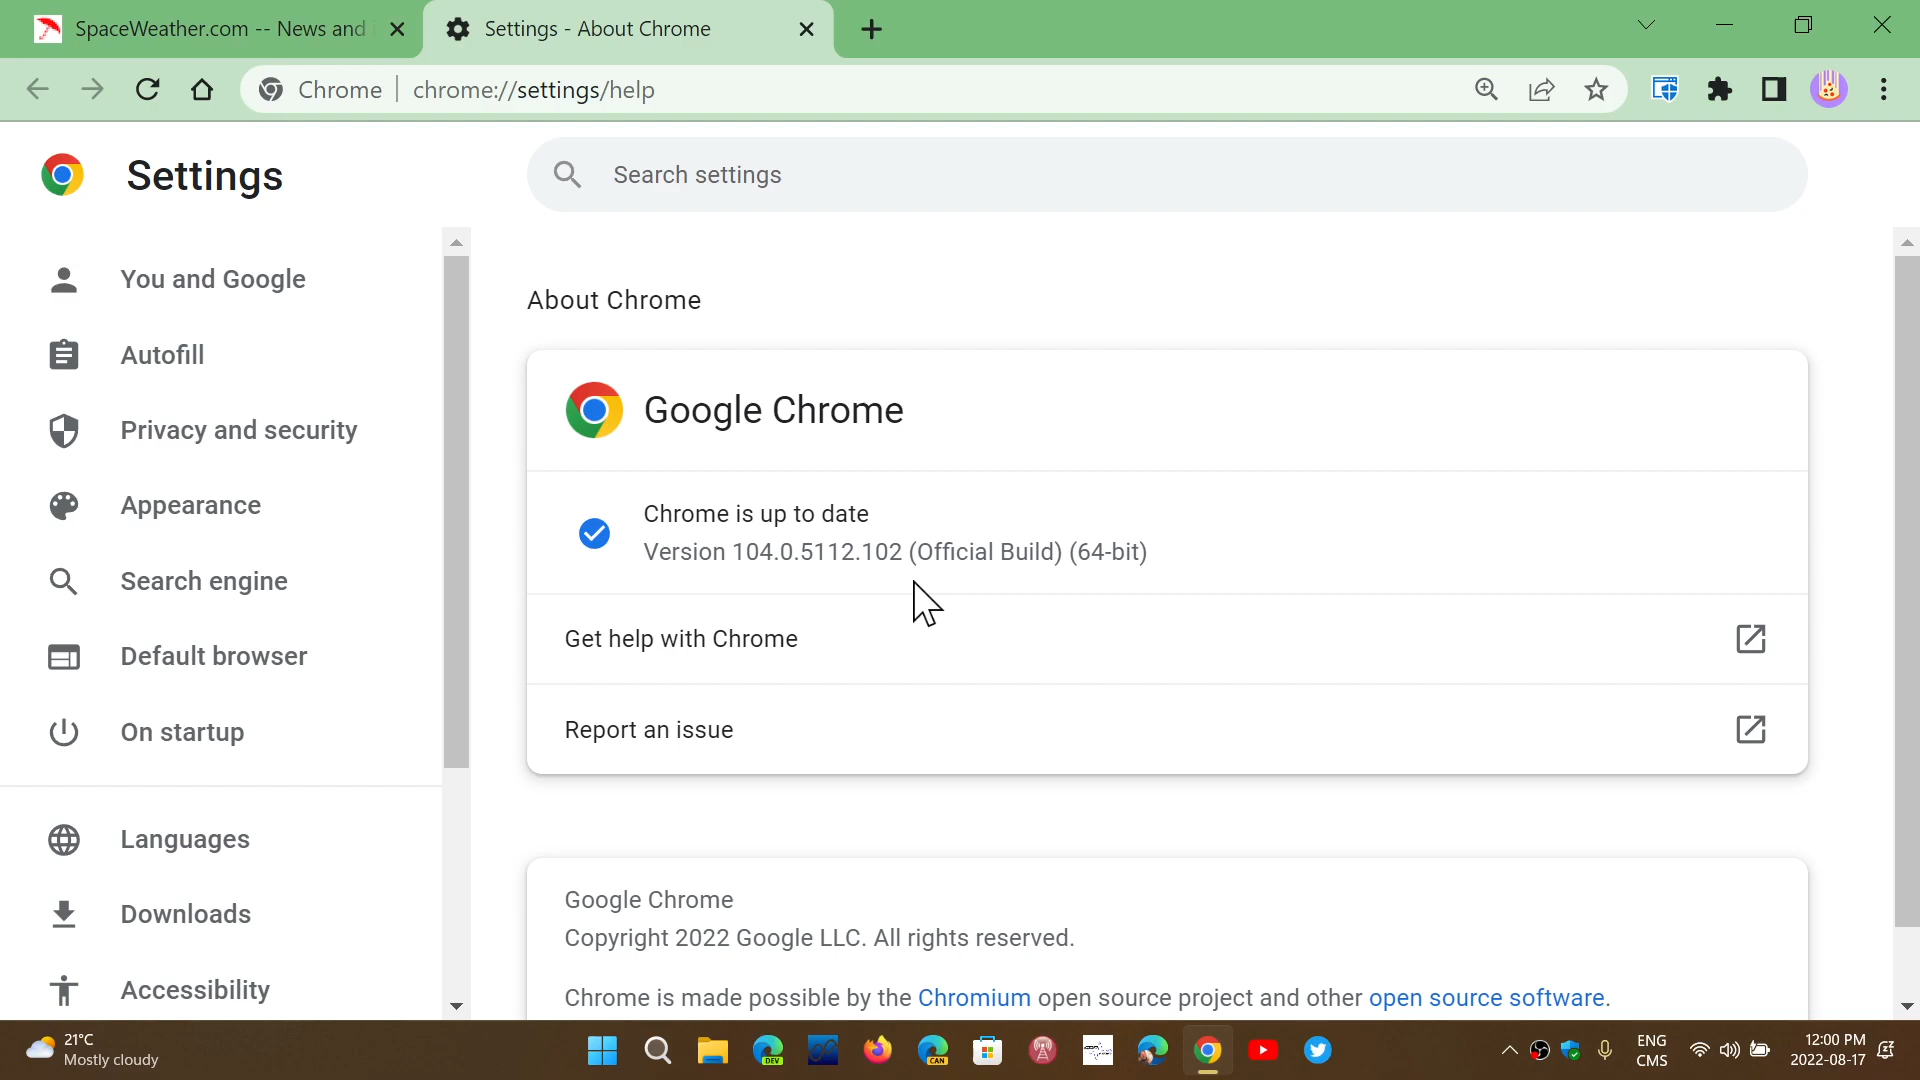 SpaceWeather.com -- News and
Settings - About Chrome
Chrome
chrome://settings/help
Settings
Search settings
You and Google
Autofill
Privacy and security
Appearance
Search engine
Default browser
On startup
Languages
Downloads
Accessibility
About Chrome
Google Chrome
Chrome is up to date
Version 104.0.5112.102 (Official Build) (64-bit)
Get help with Chrome
Report an issue
Google Chrome
Copyright 2022 Google LLC. All rights reserved.
Chrome is made possible by the Chromium open source project and other open source software.
21°C
Mostly cloudy
DEV
CAN
ENG
CMS
12:00 PM
2022-08-17